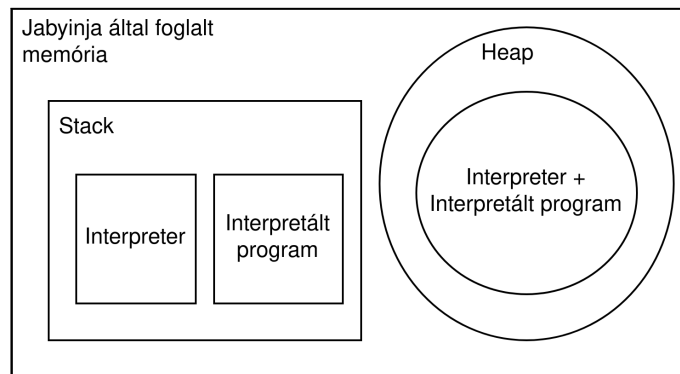 Jabyinja által foglalt
memória
Heap
Stack
Interpreter +
Interpretált program
Interpreter
Interpretált
program